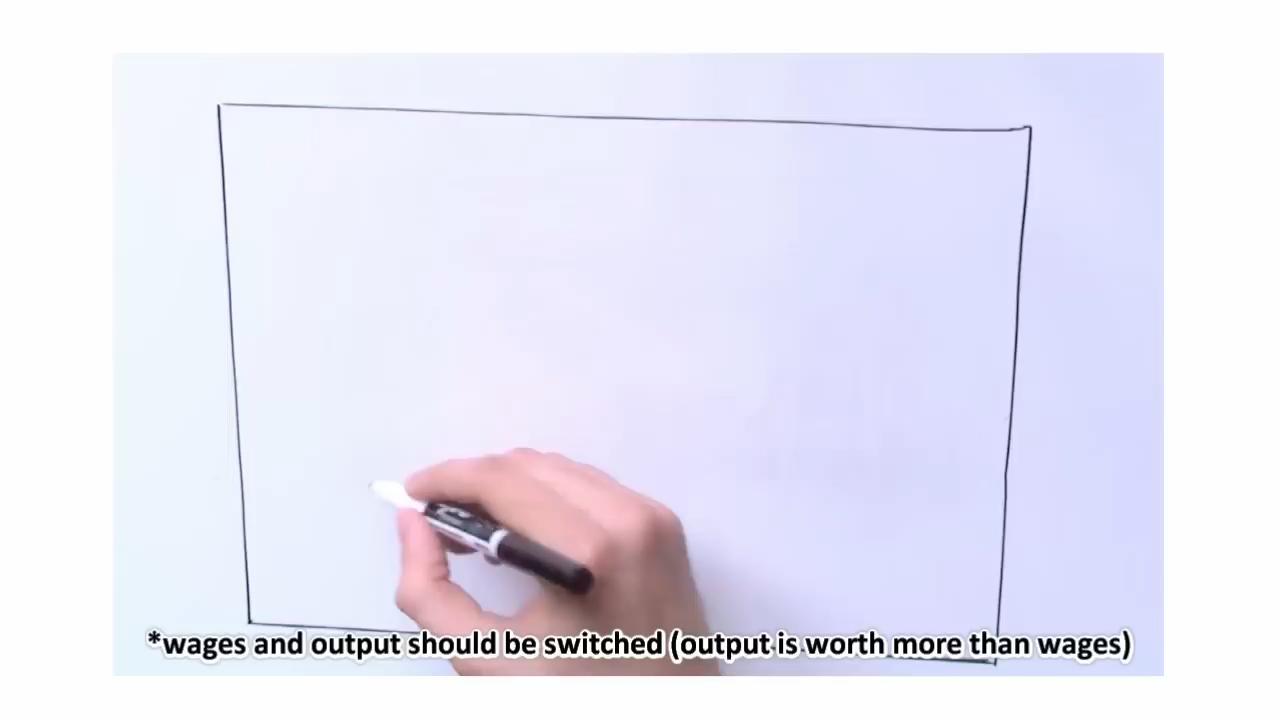 *wages and output should be switched (output is worth more than wages)